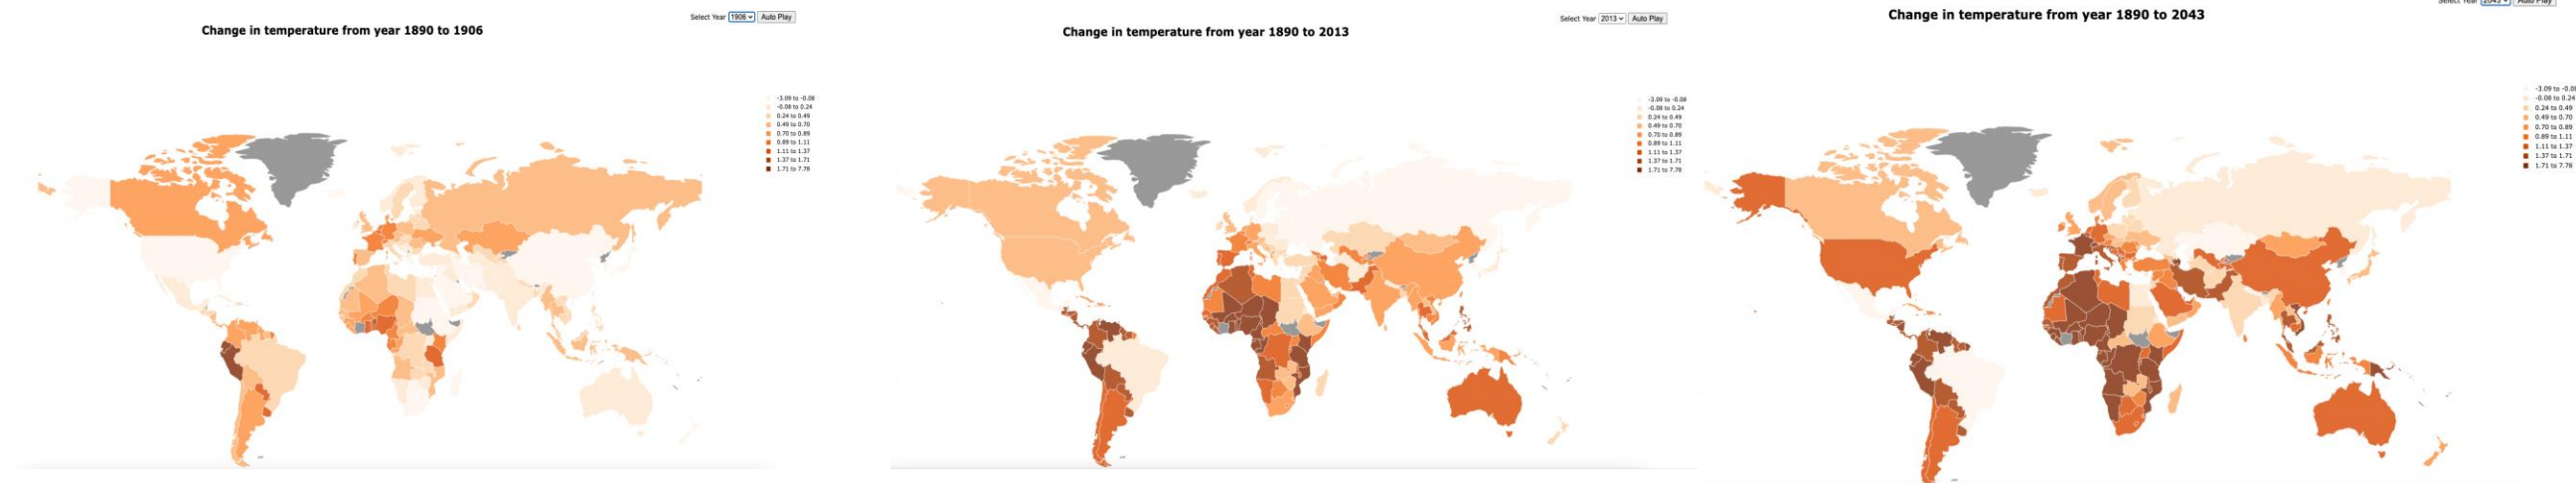 Select Year 1906 Auto Play
Change in temperature from year 1890 to 1906
-3.09 to -0.08
-0.08 to 0.24
0.24 to 0.49
0.49 to 0.70
0.70 to 0.89
0.89 to 1.11
1.11 to 1.37
1.37 to 1.71
1.71 to 7.78
Select Year 2013 Auto Play
Change in temperature from year 1890 to 2013
-3.09 to -0.08
-0.08 to 0.24
0.24 to 0.49
0.49 to 0.70
0.70 to 0.89
0.89 to 1.11
1.11 to 1.37
1.37 to 1.71
1.71 to 7.78
Select Year 2043 Auto Play
Change in temperature from year 1890 to 2043
-3.09 to -0.08
-0.08 to 0.24
0.24 to 0.49
0.49 to 0.70
0.70 to 0.89
0.89 to 1.11
1.11 to 1.37
1.37 to 1.71
1.71 to 7.78